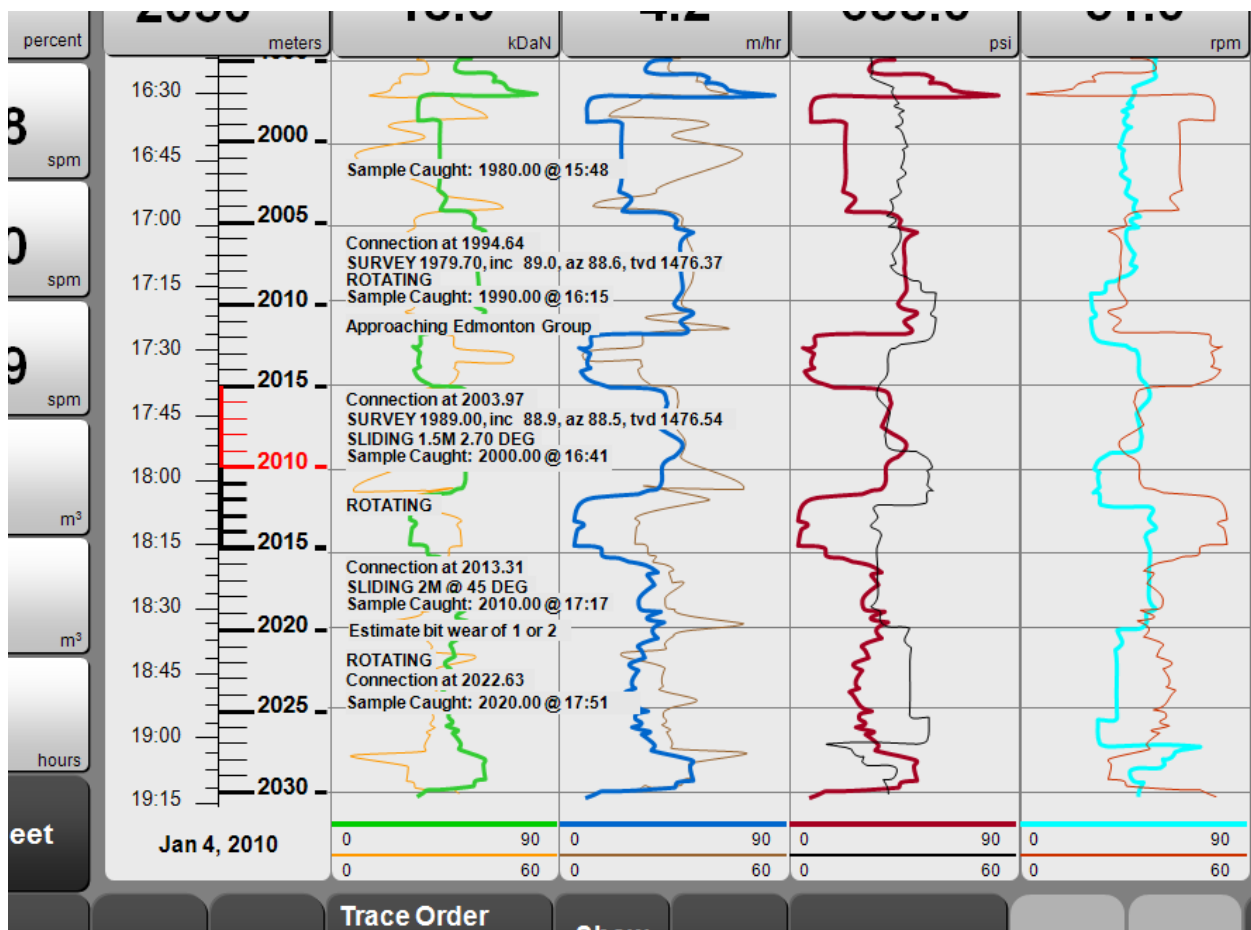 percent
meters
kDaN
4.2
m/hr
psi
rpm
8
spm
0
spm
9
spm
m³
m³
hours
eet
16:30
16:45
17:00
17:15
17:30
17:45
18:00
18:15
18:30
18:45
19:00
19:15
2000
2005
2010
2015
2010
2015
2020
2025
2030
Jan 4, 2010
Sample Caught: 1980.00 @ 15:48
Connection at 1994.64
SURVEY 1979.70, inc 89.0, az 88.6, tvd 1476.37
ROTATING
Sample Caught: 1990.00 @ 16:15
Approaching Edmonton Group
Connection at 2003.97
SURVEY 1989.00, inc 88.9, az 88.5, tvd 1476.54
SLIDING 1.5M 2.70 DEG
Sample Caught: 2000.00 @ 16:41
ROTATING
Connection at 2013.31
SLIDING 2M @ 45 DEG
Sample Caught: 2010.00 @ 17:17
Estimate bit wear of 1 or 2
ROTATING
Connection at 2022.63
Sample Caught: 2020.00 @ 17:51
0 90 0 90 0 90 0 90
0 60 0 60 0 60 0 60
Trace Order